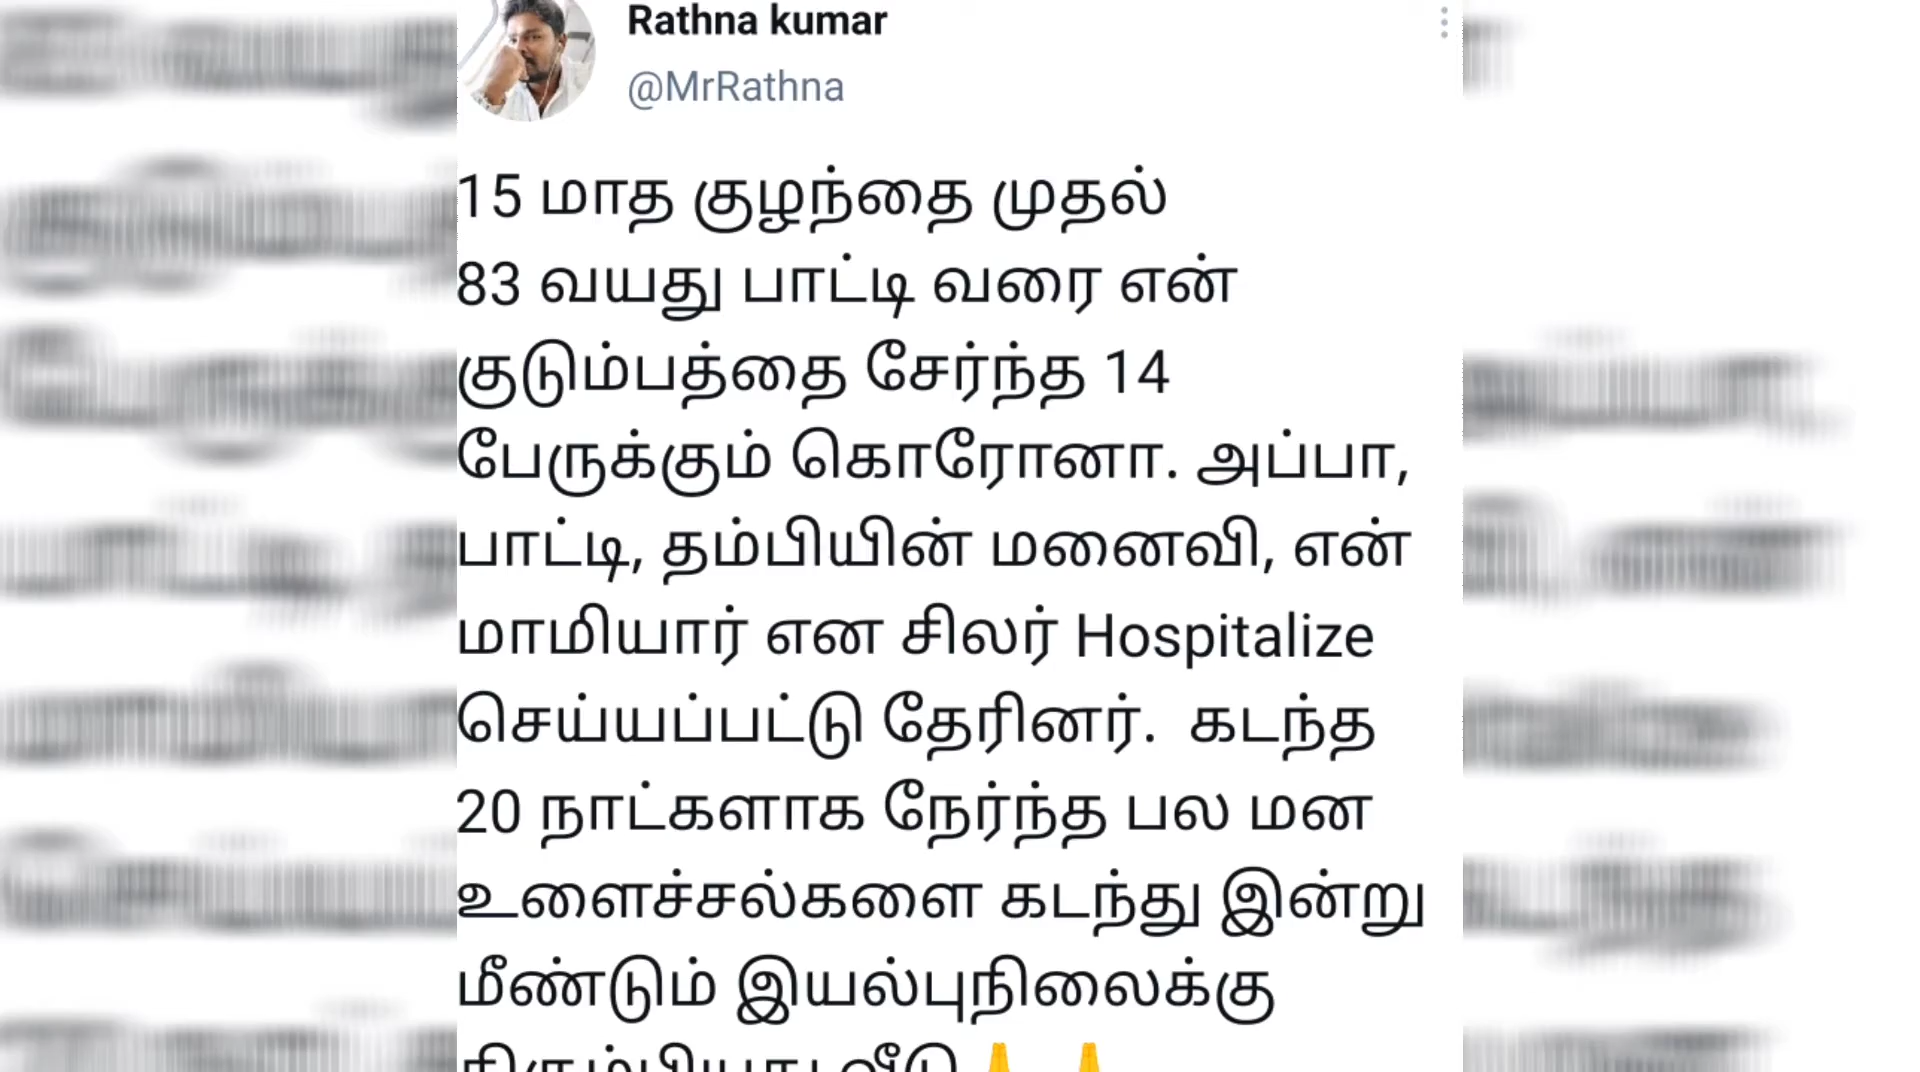 Rathna kumar
@MrRathna
15 மாத குழந்தை முதல்
83 வயது பாட்டி வரை என்
குடும்பத்தை சேர்ந்த 14
பேருக்கும் கொரோனா. அப்பா,
பாட்டி, தம்பியின் மனைவி, என்
மாமியார் என சிலர் Hospitalize
செய்யப்பட்டு தேரினர். கடந்த
20 நாட்களாக நேர்ந்த பல மன
உளைச்சல்களை கடந்து இன்று
மீண்டும் இயல்புநிலைக்கு
திரும்பியது வீடு 🙏 🙏